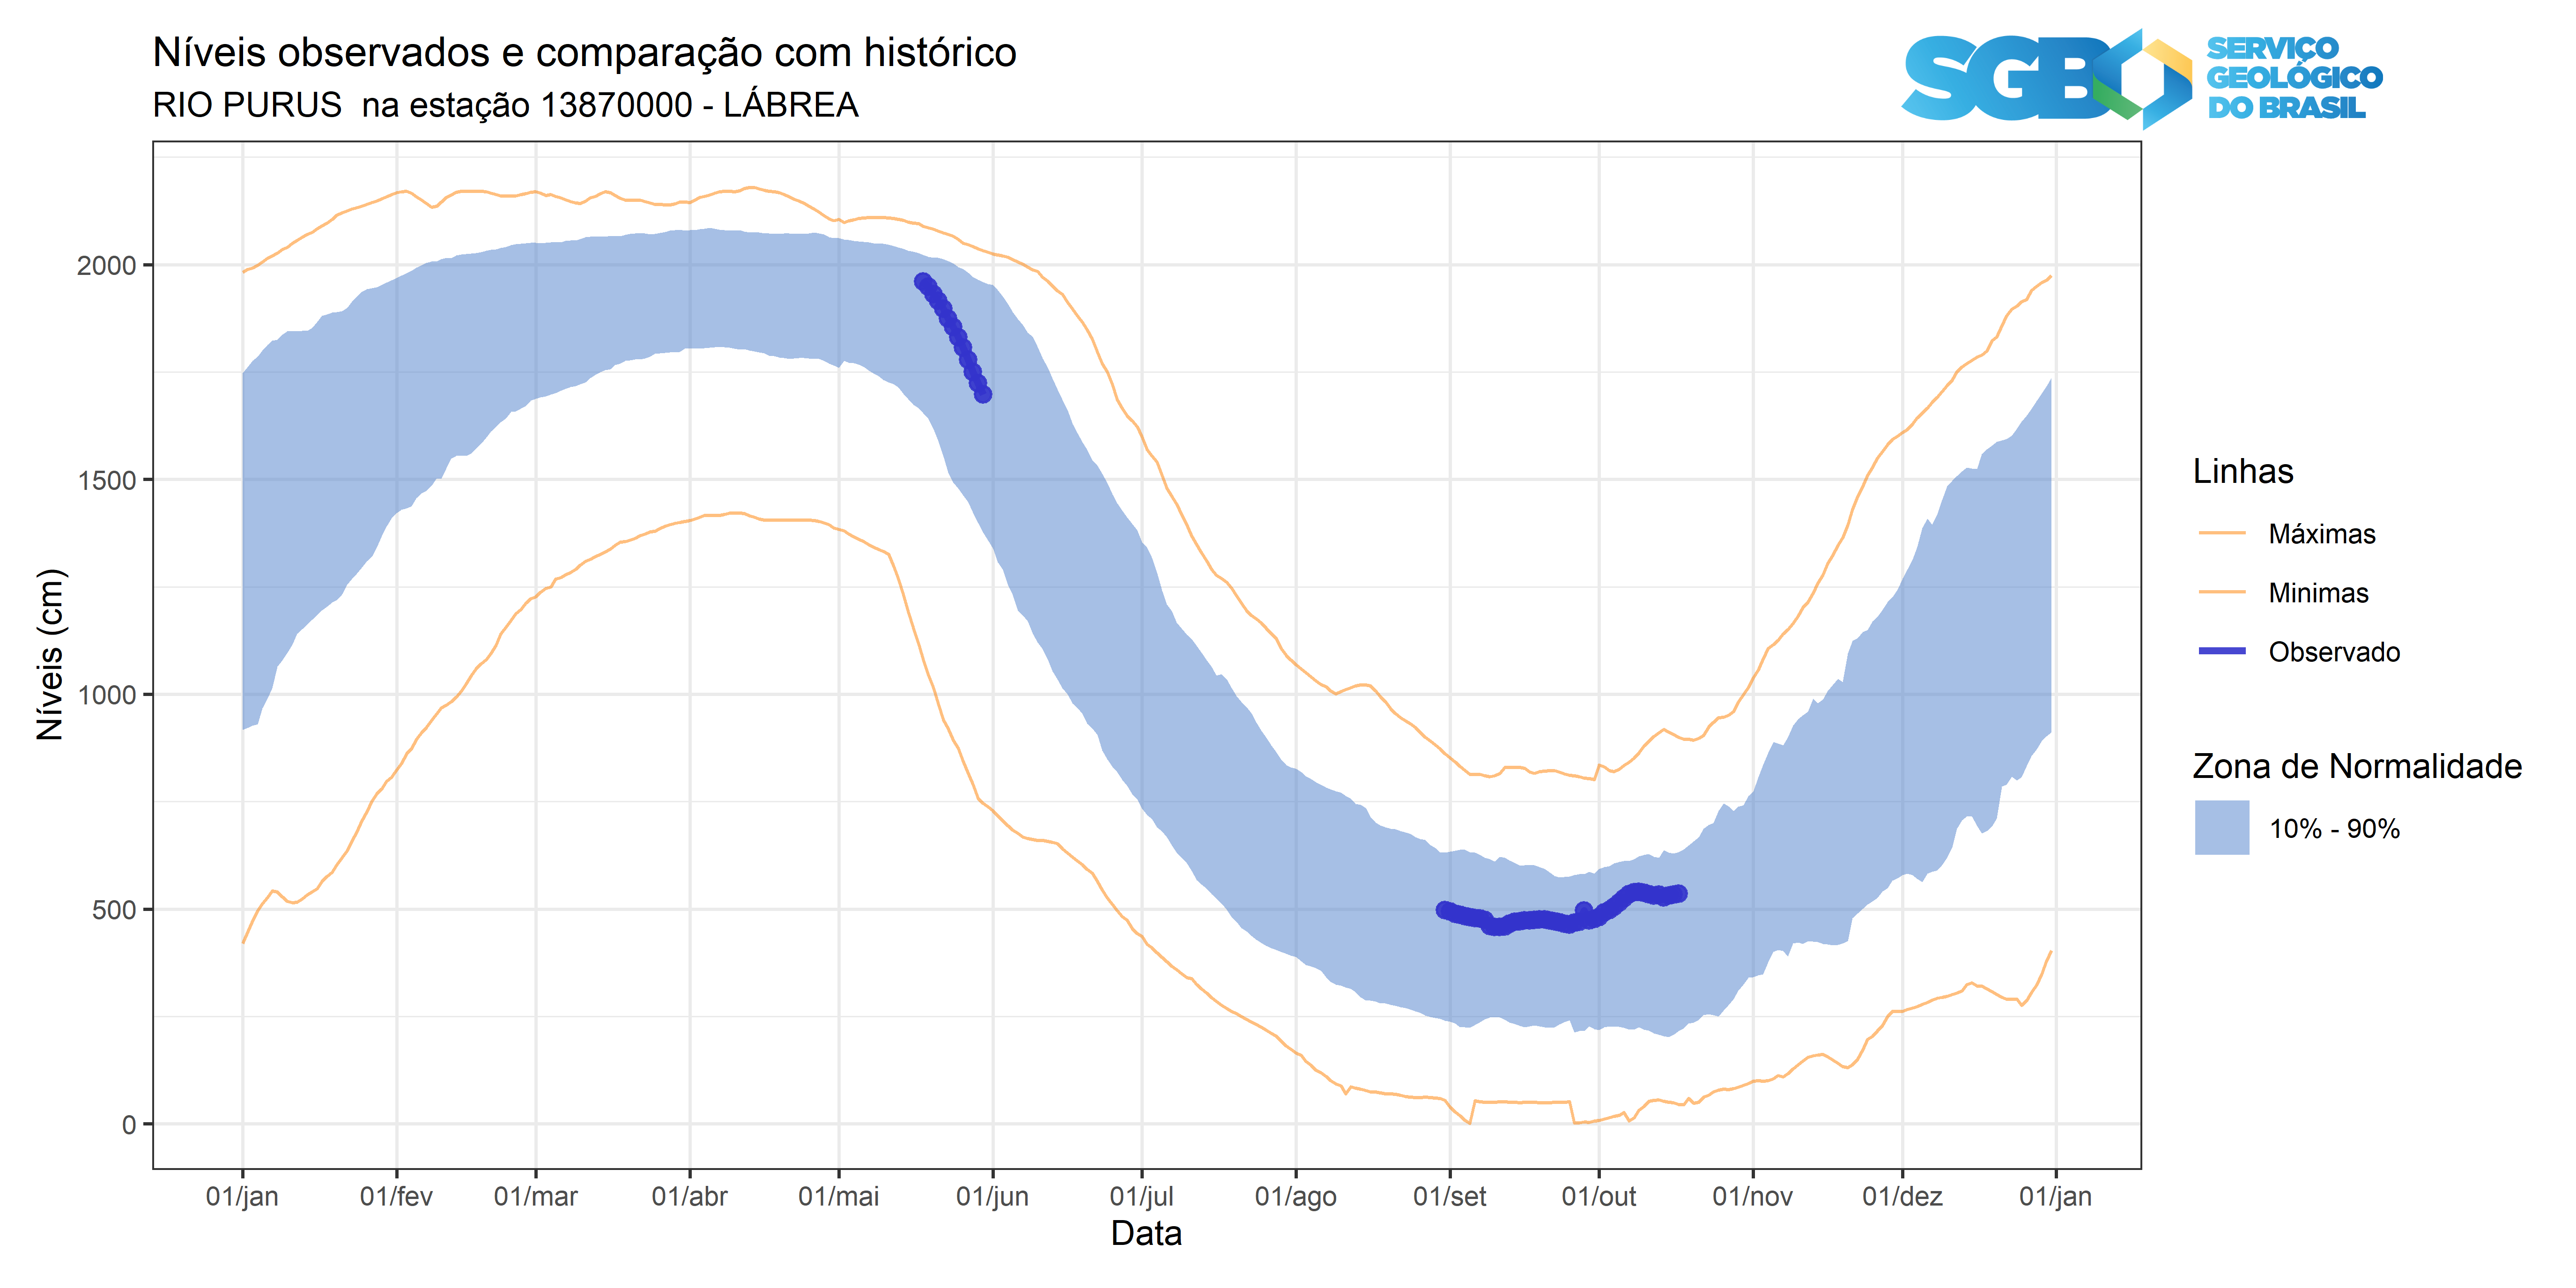 Níveis observados e comparação com histórico
RIO PURUS na estação 13870000 - LÁBREA
SGB
SERVIÇO
GEOLÓGICO
DO BRASIL
Níveis (cm)
2000
1500
1000
500
0
01/jan
01/fev
01/mar
01/abr
01/mai
01/jun
01/jul
01/ago
01/set
01/out
01/nov
01/dez
01/jan
Data
Linhas
Máximas
Minimas
Observado
Zona de Normalidade
10% - 90%